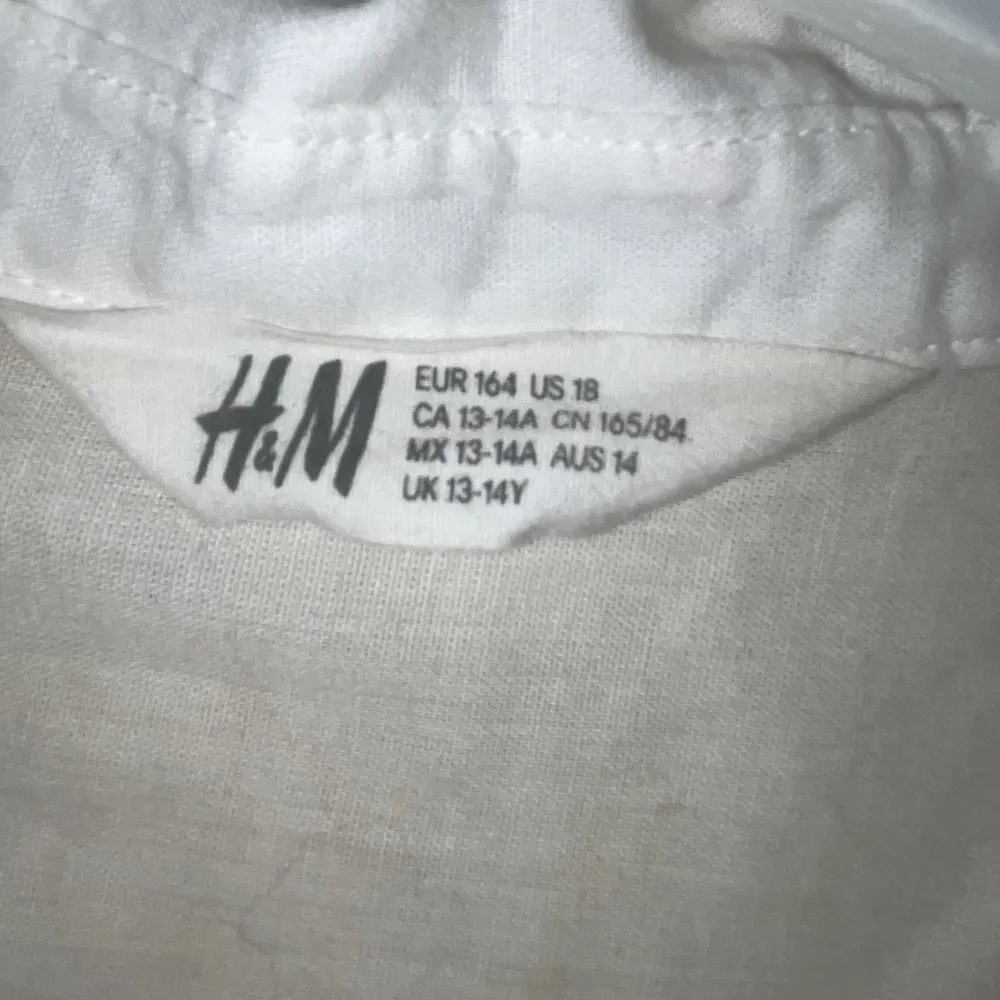 H&M
EUR 164 US 18
CA 13-14A CN 165/84
MX 13-14A AUS 14
UK 13-14Y